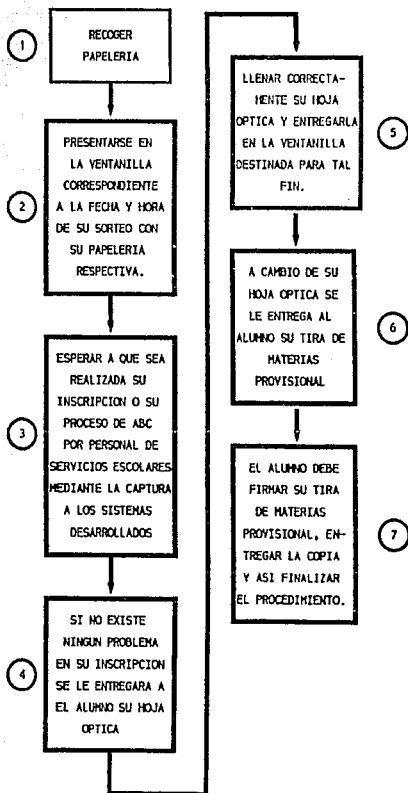 1
RECOGER
PAPELERIA
2
PRESENTARSE EN
LA VENTANILLA
CORRESPONDIENTE
A LA FECHA Y HORA
DE SU SORTEO CON
SU PAPELERIA
RESPECTIVA.
3
ESPERAR A QUE SEA
REALIZADA SU
INSCRIPCION O SU
PROCESO DE ABC
POR PERSONAL DE
SERVICIOS ESCOLARES
MEDIANTE LA CAPTURA
A LOS SISTEMAS
DESARROLLADOS
4
SI NO EXISTE
NINGUN PROBLEMA
EN SU INSCRIPCION
SE LE ENTREGARA A
EL ALUMNO SU HOJA
OPTICA
5
LLENAR CORRECTA-
MENTE SU HOJA
OPTICA Y ENTREGARLA
EN LA VENTANILLA
DESTINADA PARA TAL
FIN.
6
A CAMBIO DE SU
HOJA OPTICA SE
LE ENTREGA AL
ALUMNO SU TIRA DE
MATERIAS
PROVISIONAL
7
EL ALUMNO DEBE
FIRMAR SU TIRA
DE MATERIAS
PROVISIONAL, EN-
TREGAR LA COPIA
Y ASI FINALIZAR
EL PROCEDIMIENTO.